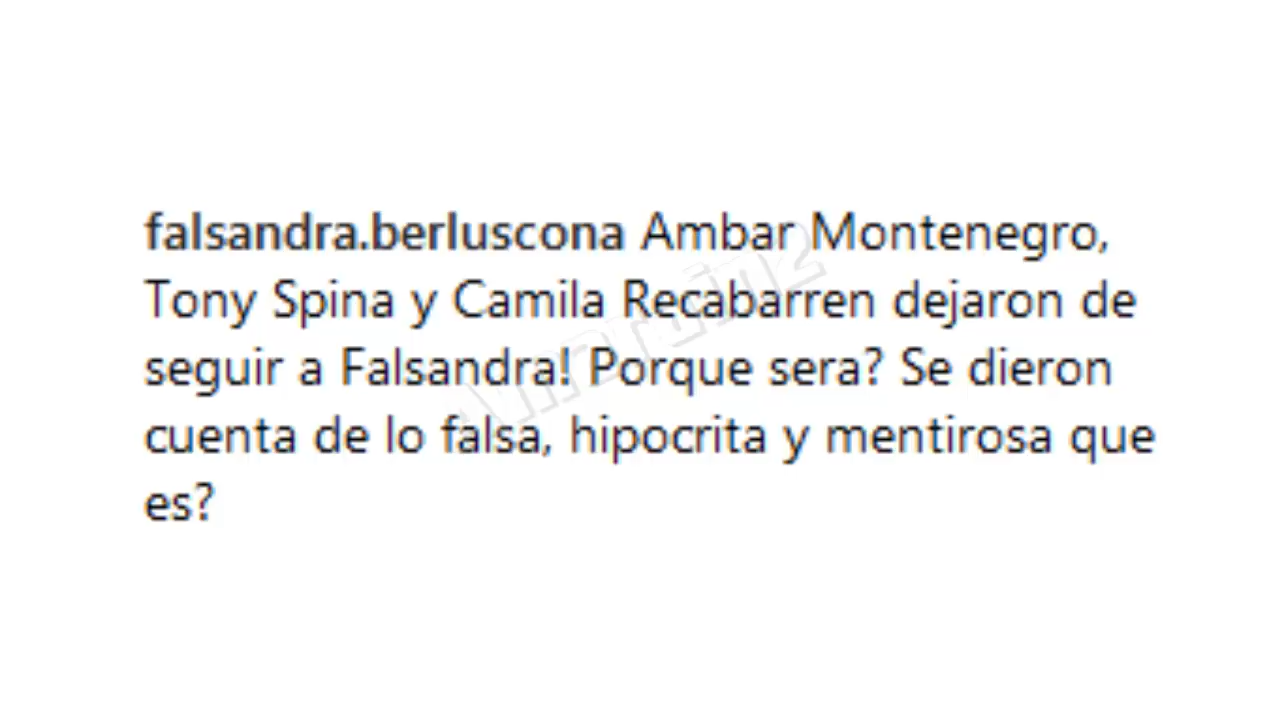 falsandra.berluscona Ambar Montenegro,
Tony Spina y Camila Recabarren dejaron de
seguir a Falsandra! Porque sera? Se dieron
cuenta de lo falsa, hipocrita y mentirosa que
es?